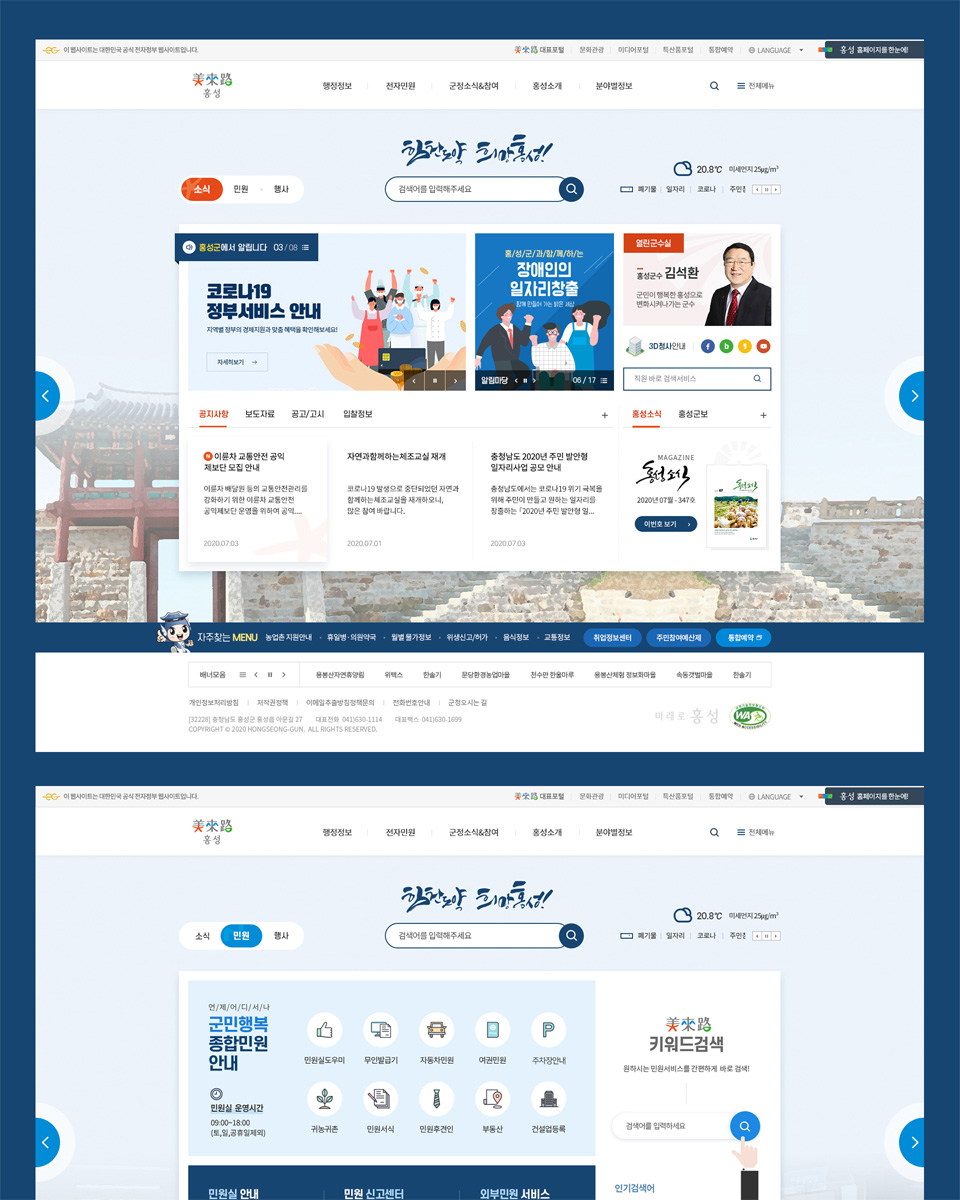 이 웹사이트는 대한민국 공식 전자정부 웹사이트입니다.
美來路 대표포털 문화관광 미디어포털 특산품포털 통합예약 LANGUAGE 홍성 홈페이지를 한눈에!
美來路
홍성
행정정보 전자민원 군정소식&참여 홍성소개 분야별정보 전체메뉴
힘찬도약 희망홍성!
20.8℃ 미세먼지 25㎍/m³
소식 민원 행사
검색어를 입력해주세요
폐기물 일자리 코로나
홍성군에서 알립니다 03 / 08
코로나19
정부서비스 안내
지역별 정부의 경제지원과 맞춤 혜택을 확인해보세요!
자세히보기
홍/성/군/과/함/께/하/는
장애인의
일자리창출
함께 만들어 가는 밝은 세상
알림마당 06 / 17
열린군수실
홍성군수 김석환
군민이 행복한 홍성으로
변화시켜나가는 군수
3D청사안내
직원 바로 검색서비스
공지사항 보도자료 공고/고시 입찰정보
홍성소식 홍성군보
N 이륜차 교통안전 공익
제보단 모집 안내
이륜차 배달원 등의 교통안전관리를
강화하기 위한 이륜차 교통안전
공익제보단 운영을 위하여 공익....
2020.07.03
자연과함께하는체조교실 재개
코로나19 발생으로 중단되었던 자연과
함께하는체조교실을 재개하오니,
많은 참여 바랍니다.
2020.07.01
충청남도 2020년 주민 발안형
일자리사업 공모 안내
충청남도에서는 코로나19 위기 극복을
위해 주민이 만들고 원하는 일자리를
창출하는 「2020년 주민 발안형 일...
2020.07.03
MAGAZINE
홍성소식
2020년 07월 - 347호
이번호 보기
자주찾는 MENU 농업촌 지원안내 휴일병·의원약국 월별 물가정보 위생신고/허가 음식정보 교통정보 취업정보센터 주민참여예산제 통합예약
배너모음 용봉산자연휴양림 위텍스 한솔기 문당환경농업마을 천수만 한울마루 용봉산체험 정보화마을 속동갯벌마을 한솔기
개인정보처리방침 저작권정책 이메일주출방침정책문의 전화번호안내 군청오시는 길
[32228] 충청남도 홍성군 홍성읍 아문길 27 대표전화 041)630-1114 대표팩스 041)630-1699
COPYRIGHT © 2020 HONGSEONG-GUN. ALL RIGHTS RESERVED.
미래로 홍성
WA
이 웹사이트는 대한민국 공식 전자정부 웹사이트입니다.
美來路 대표포털 문화관광 미디어포털 특산품포털 통합예약 LANGUAGE 홍성 홈페이지를 한눈에!
美來路
홍성
행정정보 전자민원 군정소식&참여 홍성소개 분야별정보 전체메뉴
힘찬도약 희망홍성!
20.8℃ 미세먼지 25㎍/m³
소식 민원 행사
검색어를 입력해주세요
폐기물 일자리 코로나
언/제/어/디/서/나
군민행복
종합민원
안내
민원실 운영시간
09:00~18:00
(토,일,공휴일제외)
민원실도우미 무인발급기 자동차민원 여권민원 주차장안내
귀농귀촌 민원서식 민원후견인 부동산 건설업등록
美來路
키워드검색
원하시는 민원서비스를 간편하게 바로 검색!
검색어를 입력하세요
인기검색어
민원실 안내 민원 신고센터 외부민원 서비스